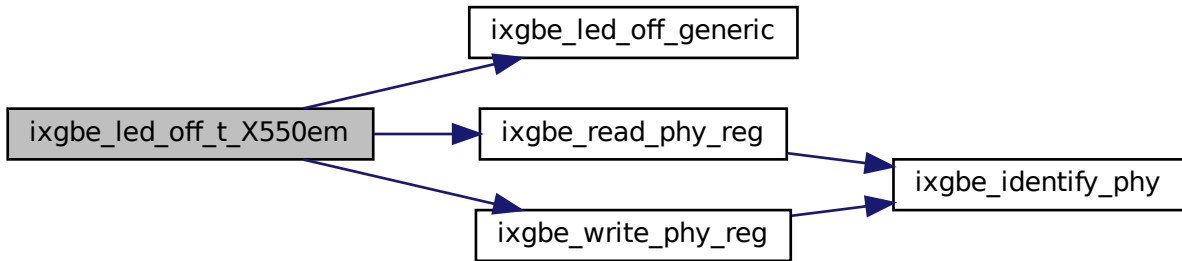 ixgbe_led_off_generic
ixgbe_led_off_t_X550em
ixgbe_read_phy_reg
ixgbe_identify_phy
ixgbe_write_phy_reg